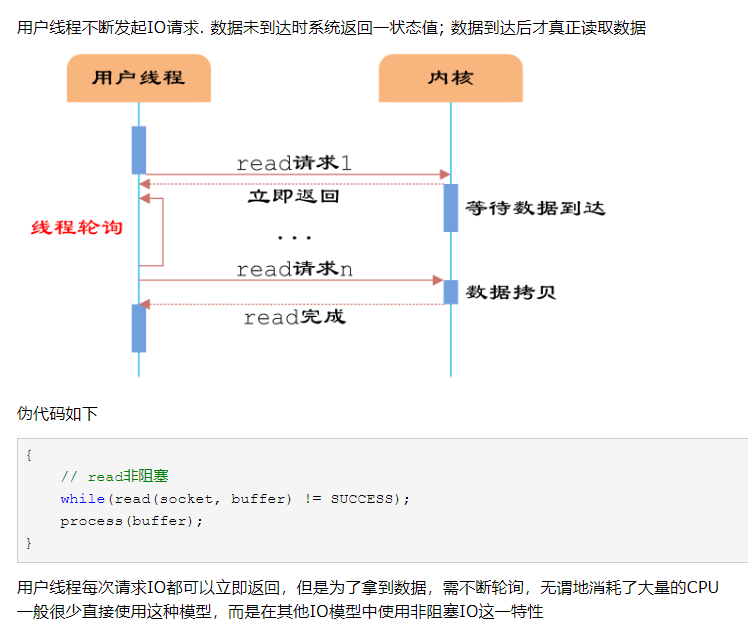 用户线程不断发起IO请求. 数据未到达时系统返回一状态值; 数据到达后才真正读取数据
用户线程
内核
read请求1
立即返回
等待数据到达
线程轮询
...
read请求n
数据拷贝
read完成
伪代码如下
{
// read非阻塞
while(read(socket, buffer) != SUCCESS);
process(buffer);
}
用户线程每次请求IO都可以立即返回，但是为了拿到数据，需不断轮询，无谓地消耗了大量的CPU
一般很少直接使用这种模型，而是在其他IO模型中使用非阻塞IO这一特性